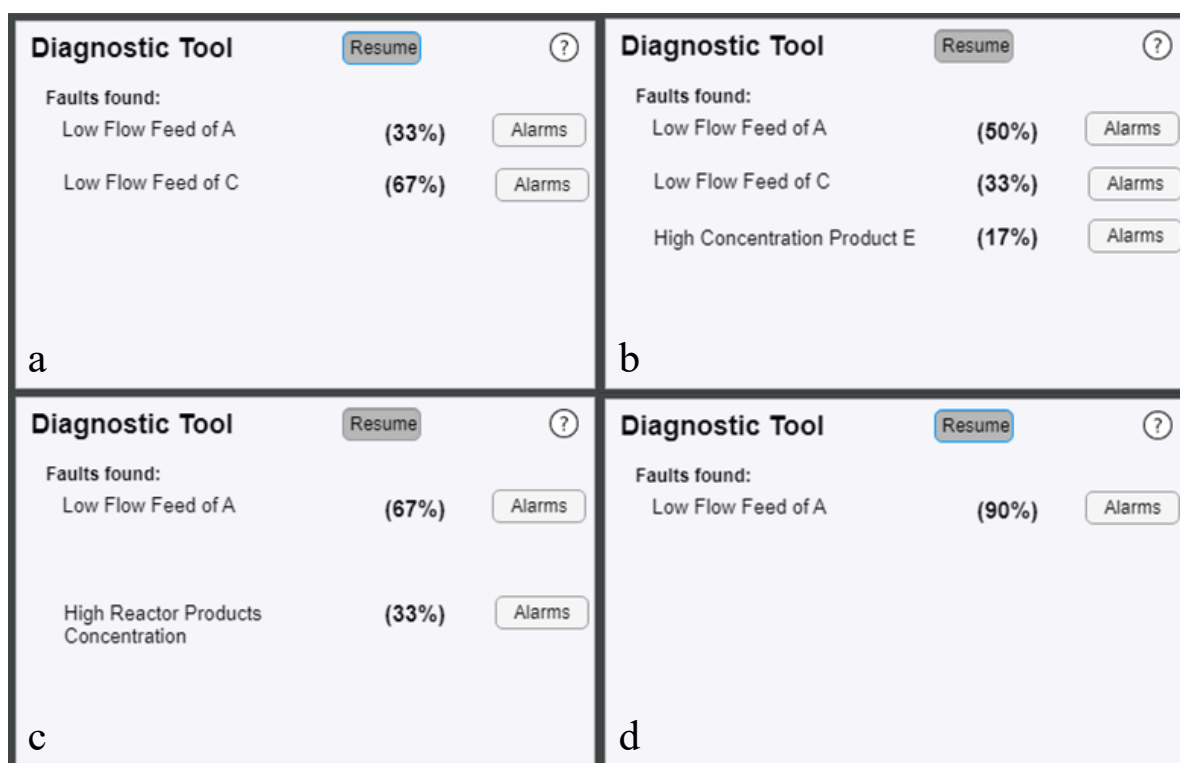 Diagnostic Tool Resume ?
Faults found:
Low Flow Feed of A (33%) Alarms
Low Flow Feed of C (67%) Alarms
a
Diagnostic Tool Resume ?
Faults found:
Low Flow Feed of A (50%) Alarms
Low Flow Feed of C (33%) Alarms
High Concentration Product E (17%) Alarms
b
Diagnostic Tool Resume ?
Faults found:
Low Flow Feed of A (67%) Alarms
High Reactor Products (33%) Alarms
Concentration
c
Diagnostic Tool Resume ?
Faults found:
Low Flow Feed of A (90%) Alarms
d